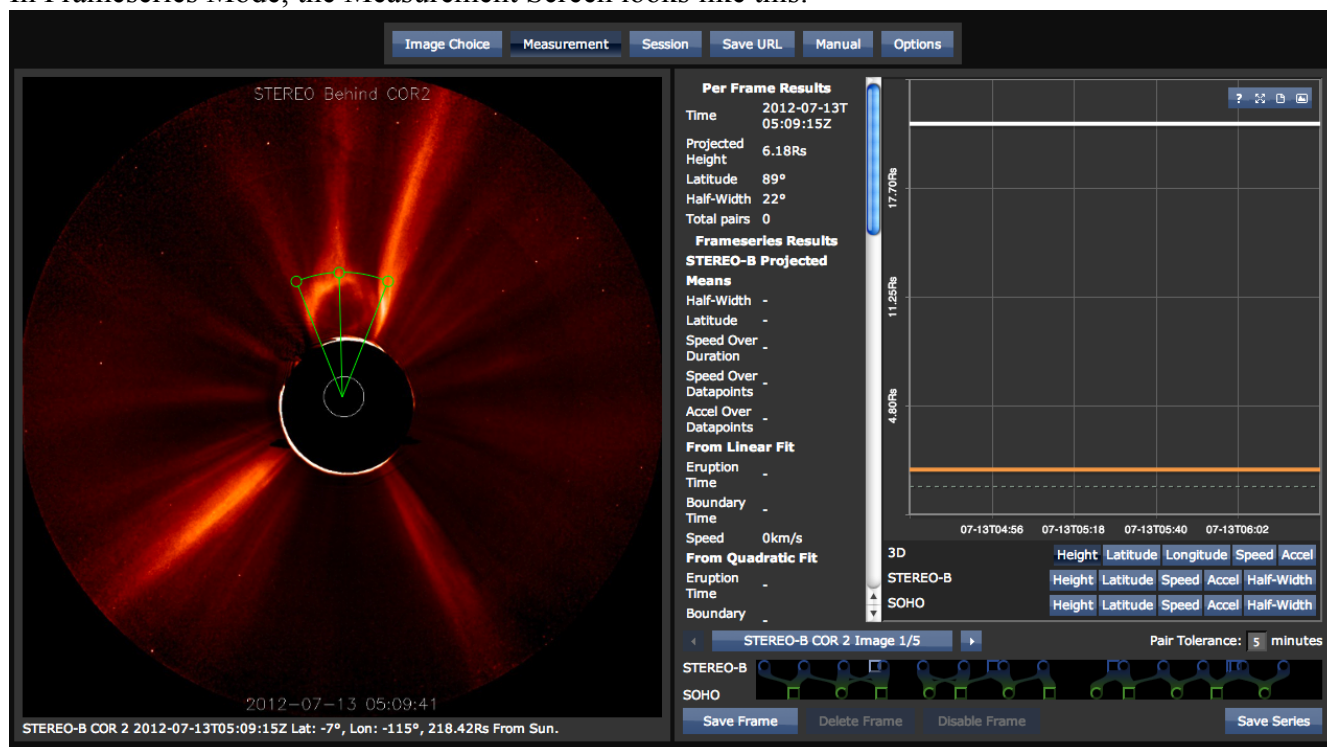 In Frameseries Mode, the Measurement Screen looks like this:
Image Choice Measurement Session Save URL Manual Options
STEREO Behind COR2
2012-07-13 05:09:41
STEREO-B COR 2 2012-07-13T05:09:15Z Lat: -7°, Lon: -115°, 218.42Rs From Sun.
Per Frame Results
Time 2012-07-13T
05:09:15Z
Projected
Height 6.18Rs
Latitude 89°
Half-Width 22°
Total pairs 0
Frameseries Results
STEREO-B Projected
Means
Half-Width -
Latitude -
Speed Over
Duration -
Speed Over
Datapoints -
Accel Over
Datapoints -
From Linear Fit
Eruption
Time -
Boundary
Time -
Speed 0km/s
From Quadratic Fit
Eruption
Time -
Boundary -
?
17.70Rs
11.25Rs
4.80Rs
07-13T04:56 07-13T05:18 07-13T05:40 07-13T06:02
3D Height Latitude Longitude Speed Accel
STEREO-B Height Latitude Speed Accel Half-Width
SOHO Height Latitude Speed Accel Half-Width
STEREO-B COR 2 Image 1/5 Pair Tolerance: 5 minutes
STEREO-B
SOHO
Save Frame Delete Frame Disable Frame Save Series